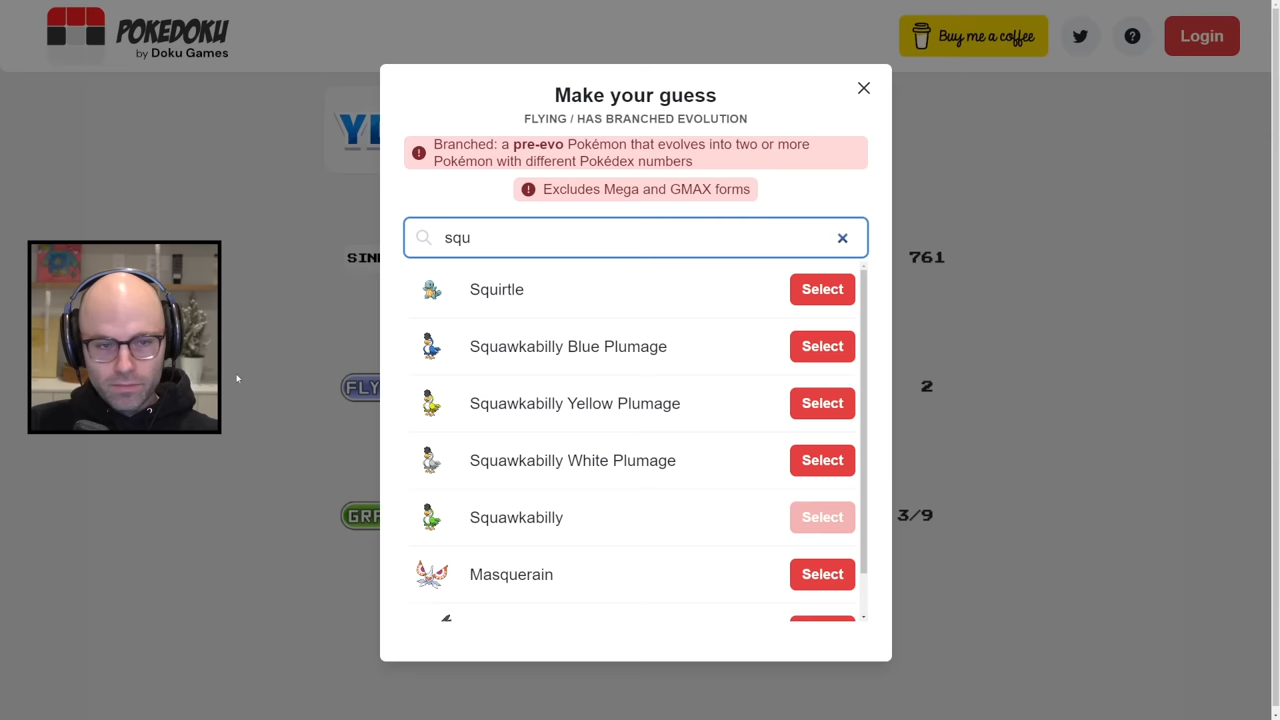 POKEDOKU
by Doku Games
Buy me a coffee
Login
Make your guess
FLYING / HAS BRANCHED EVOLUTION
Branched: a pre-evo Pokémon that evolves into two or more
Pokémon with different Pokédex numbers
Excludes Mega and GMAX forms
squ
Squirtle Select
Squawkabilly Blue Plumage Select
Squawkabilly Yellow Plumage Select
Squawkabilly White Plumage Select
Squawkabilly Select
Masquerain Select
761
2
3/9